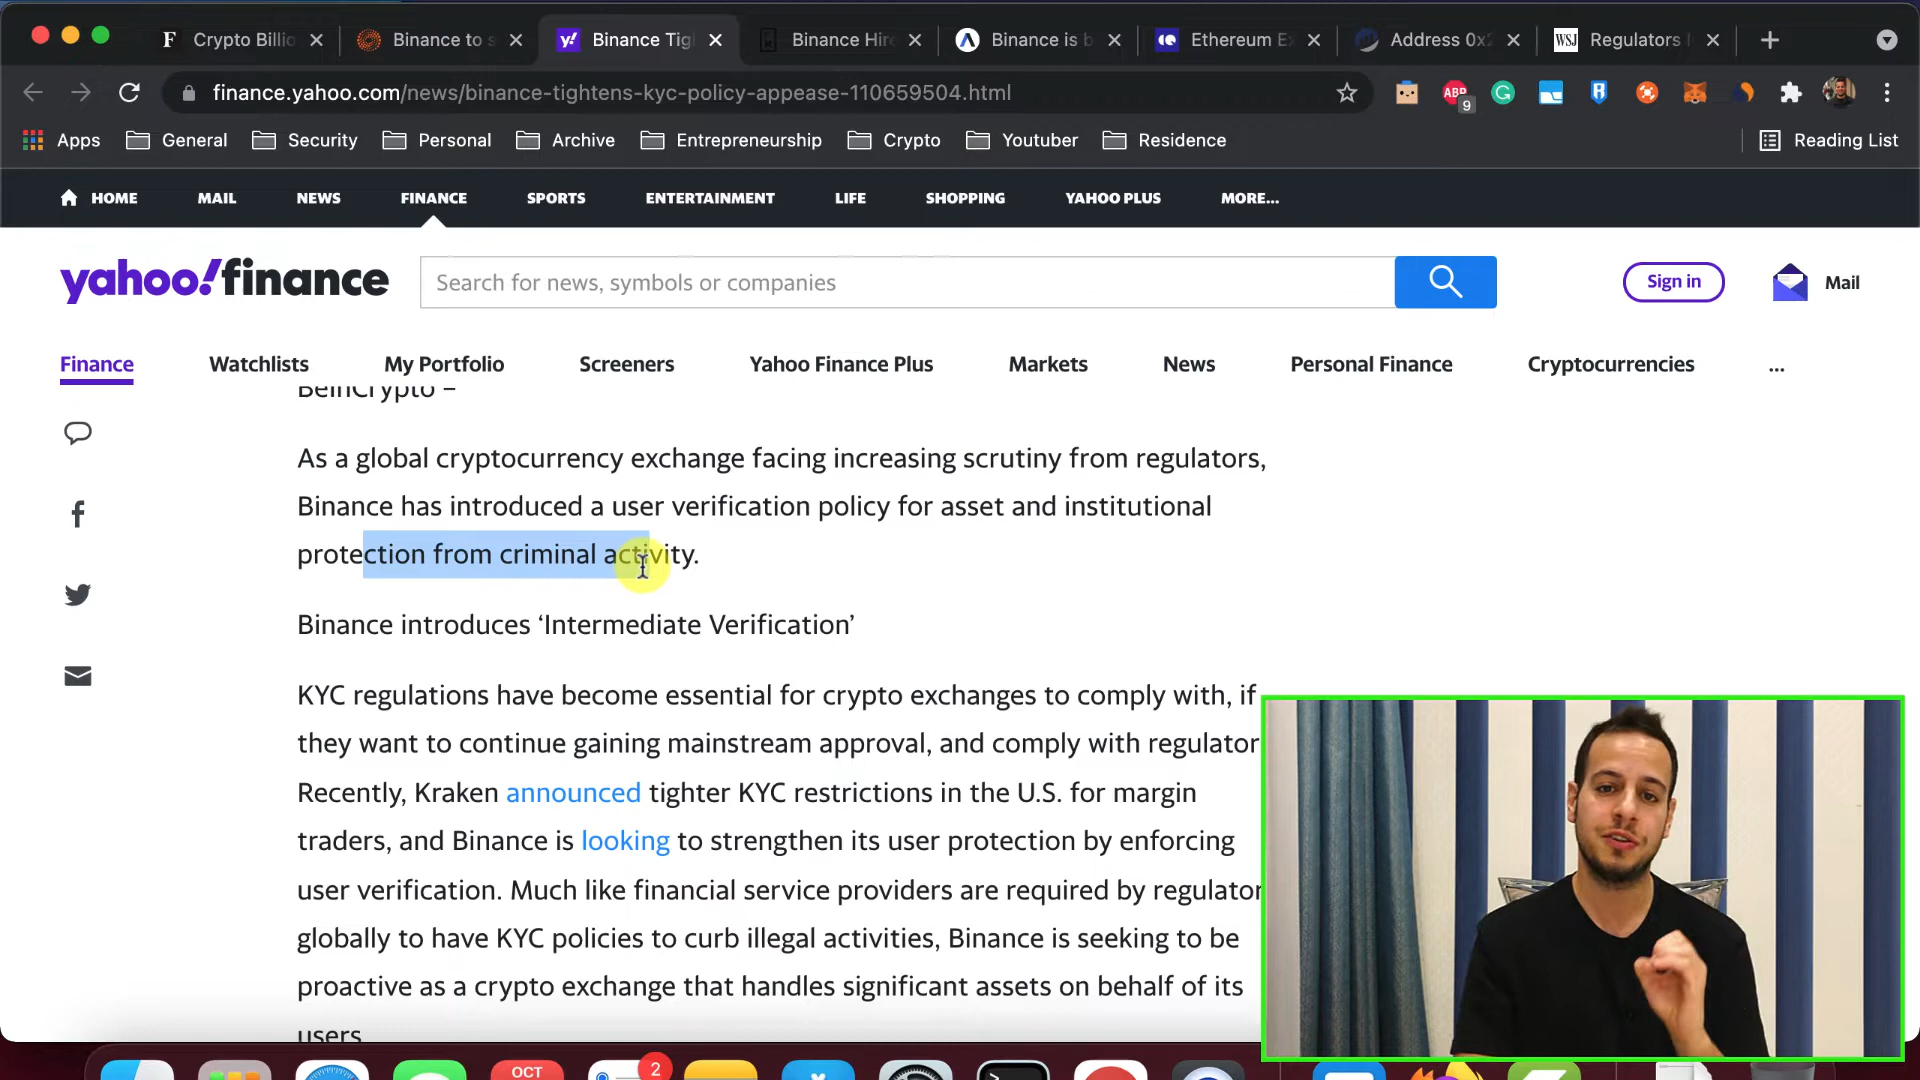 F Crypto Billio
Binance to s
y! Binance Tig
Binance Hire
Binance is b
IQ Ethereum E
Address 0x
WSJ Regulators
finance.yahoo.com/news/binance-tightens-kyc-policy-appease-110659504.html
ABP
9
G
Apps
General
Security
Personal
Archive
Entrepreneurship
Crypto
Youtuber
Residence
Reading List
HOME
MAIL
NEWS
FINANCE
SPORTS
ENTERTAINMENT
LIFE
SHOPPING
YAHOO PLUS
MORE...
yahoo!finance
Search for news, symbols or companies
Sign in
Mail
Finance
Watchlists
My Portfolio
Screeners
Yahoo Finance Plus
Markets
News
Personal Finance
Cryptocurrencies
...
BeInCrypto –
As a global cryptocurrency exchange facing increasing scrutiny from regulators,
Binance has introduced a user verification policy for asset and institutional
protection from criminal activity.
Binance introduces ‘Intermediate Verification’
KYC regulations have become essential for crypto exchanges to comply with, if
they want to continue gaining mainstream approval, and comply with regulator
Recently, Kraken announced tighter KYC restrictions in the U.S. for margin
traders, and Binance is looking to strengthen its user protection by enforcing
user verification. Much like financial service providers are required by regulator
globally to have KYC policies to curb illegal activities, Binance is seeking to be
proactive as a crypto exchange that handles significant assets on behalf of its
users
OCT
2